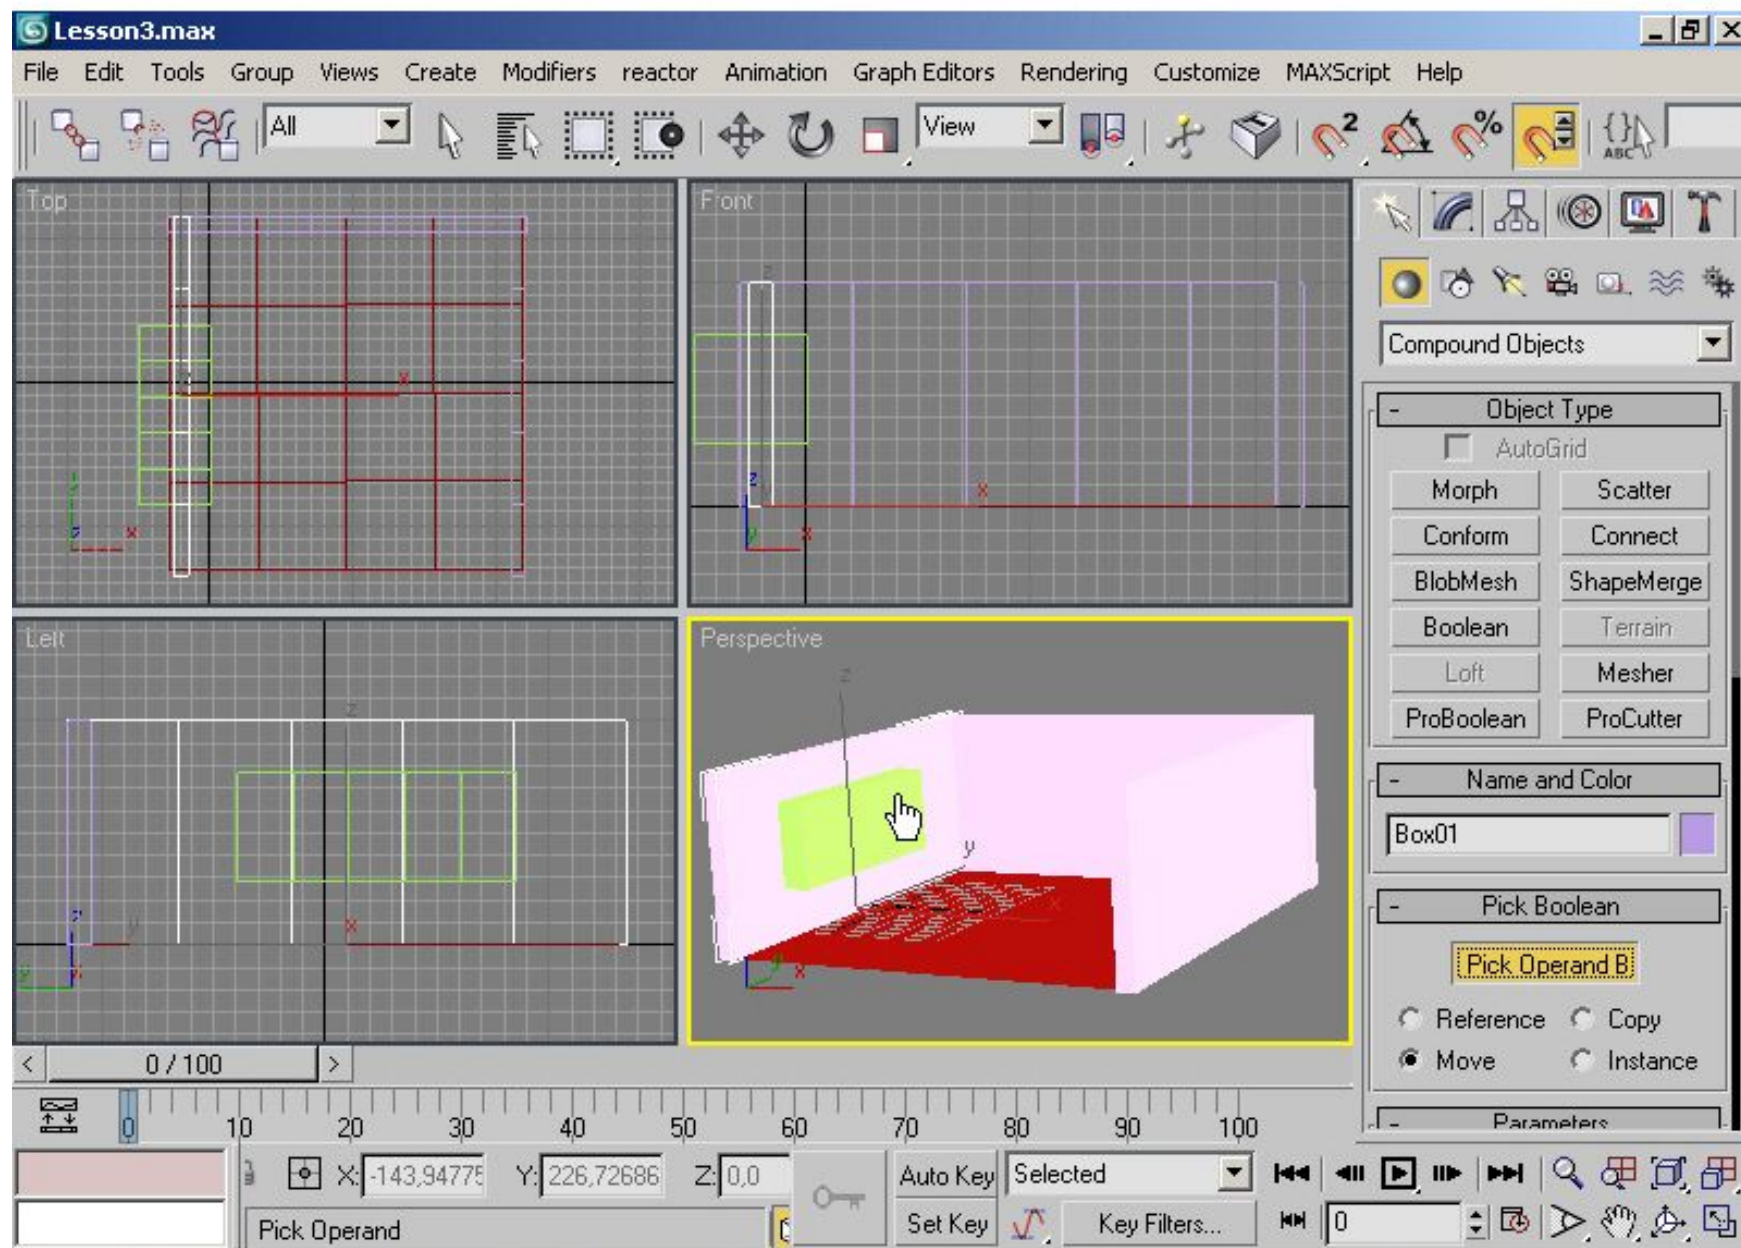 Lesson3.max
File Edit Tools Group Views Create Modifiers reactor Animation Graph Editors Rendering Customize MAXScript Help
All
View
2
%
{}
ABC
Top
Front
Left
Perspective
x
z
x
y
x
z
x
z
y
x
z
x
z
y
x
y
x
z
y
x
y
x
Compound Objects
- Object Type
AutoGrid
Morph Scatter
Conform Connect
BlobMesh ShapeMerge
Boolean Terrain
Loft Mesher
ProBoolean ProCutter
- Name and Color
Box01
- Pick Boolean
Pick Operand B
Reference Copy
Move Instance
- Parameters
< 0 / 100 >
0 10 20 30 40 50 60 70 80 90 100
X: -143,94775 Y: 226,72686 Z: 0,0
Auto Key Selected
Pick Operand
Set Key Key Filters... 0